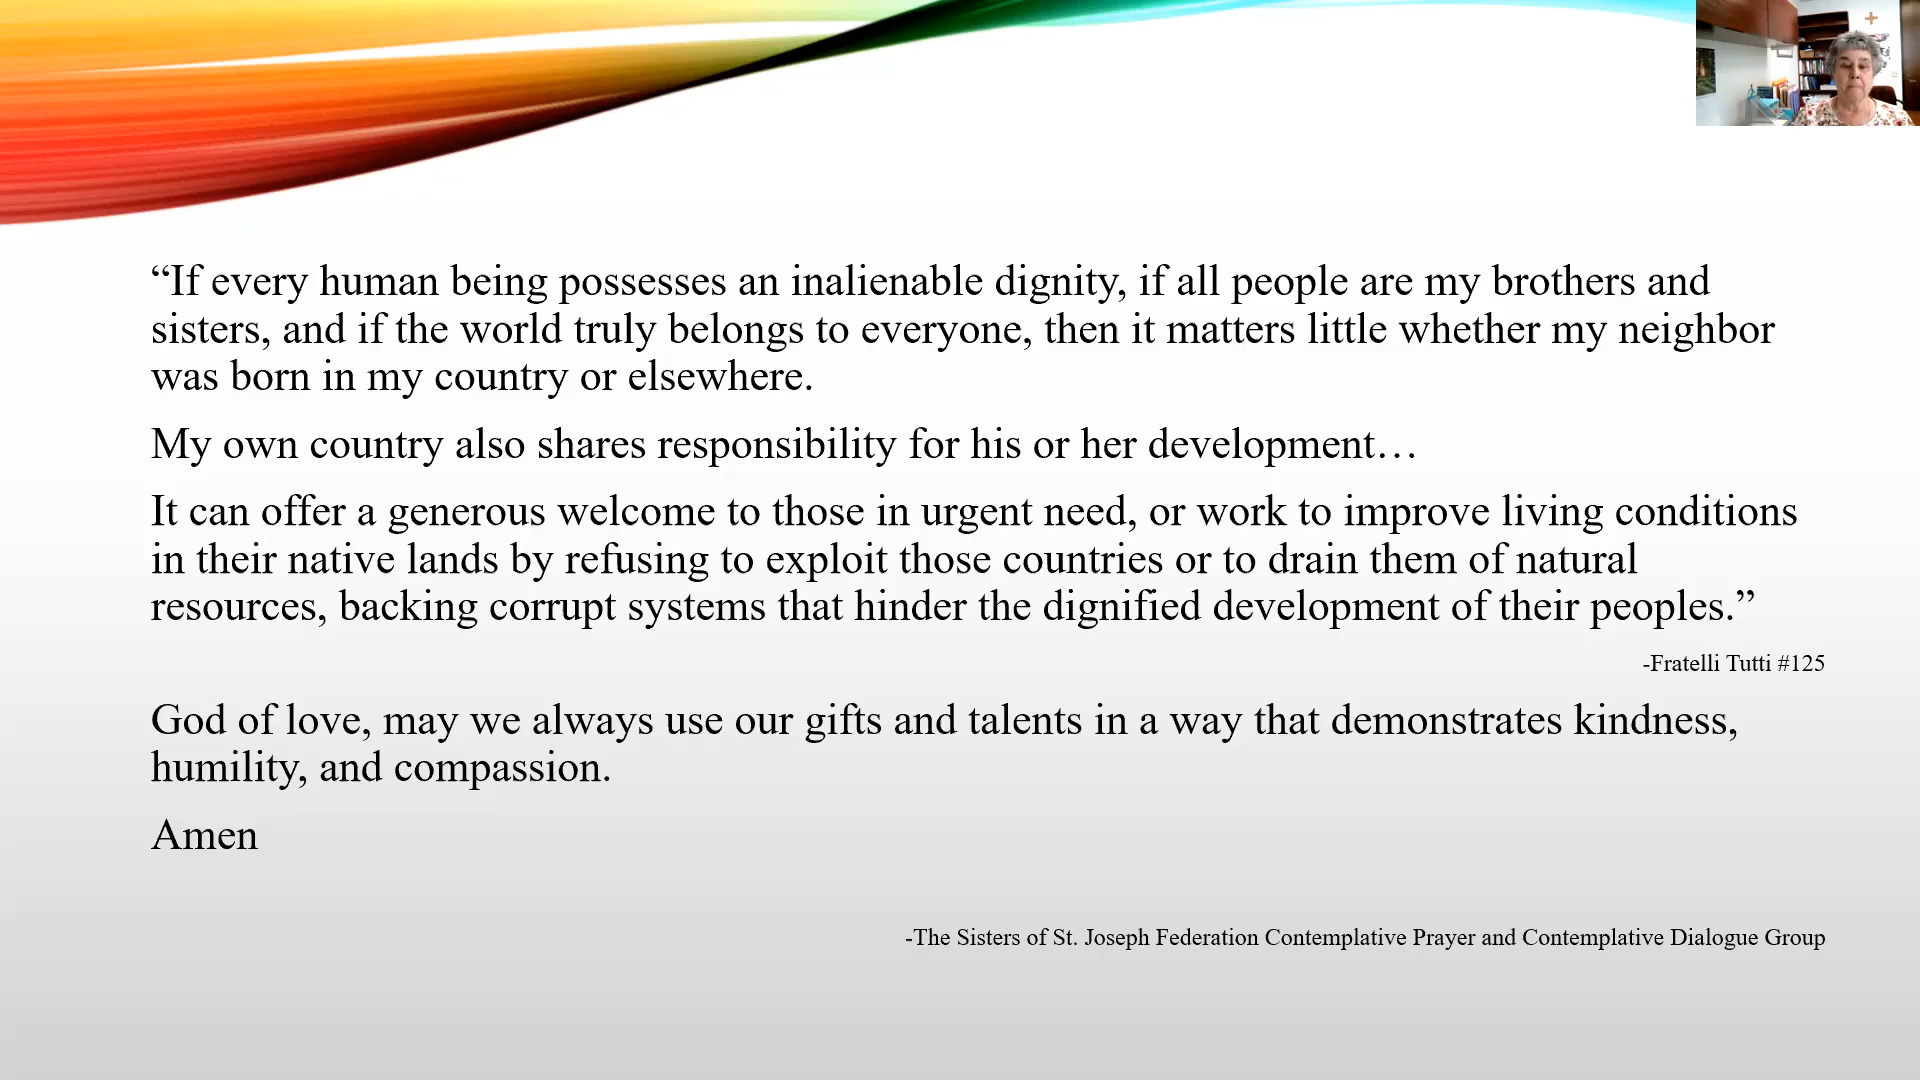 “If every human being possesses an inalienable dignity, if all people are my brothers and
sisters, and if the world truly belongs to everyone, then it matters little whether my neighbor
was born in my country or elsewhere.
My own country also shares responsibility for his or her development…
It can offer a generous welcome to those in urgent need, or work to improve living conditions
in their native lands by refusing to exploit those countries or to drain them of natural
resources, backing corrupt systems that hinder the dignified development of their peoples.”
-Fratelli Tutti #125
God of love, may we always use our gifts and talents in a way that demonstrates kindness,
humility, and compassion.
Amen
-The Sisters of St. Joseph Federation Contemplative Prayer and Contemplative Dialogue Group